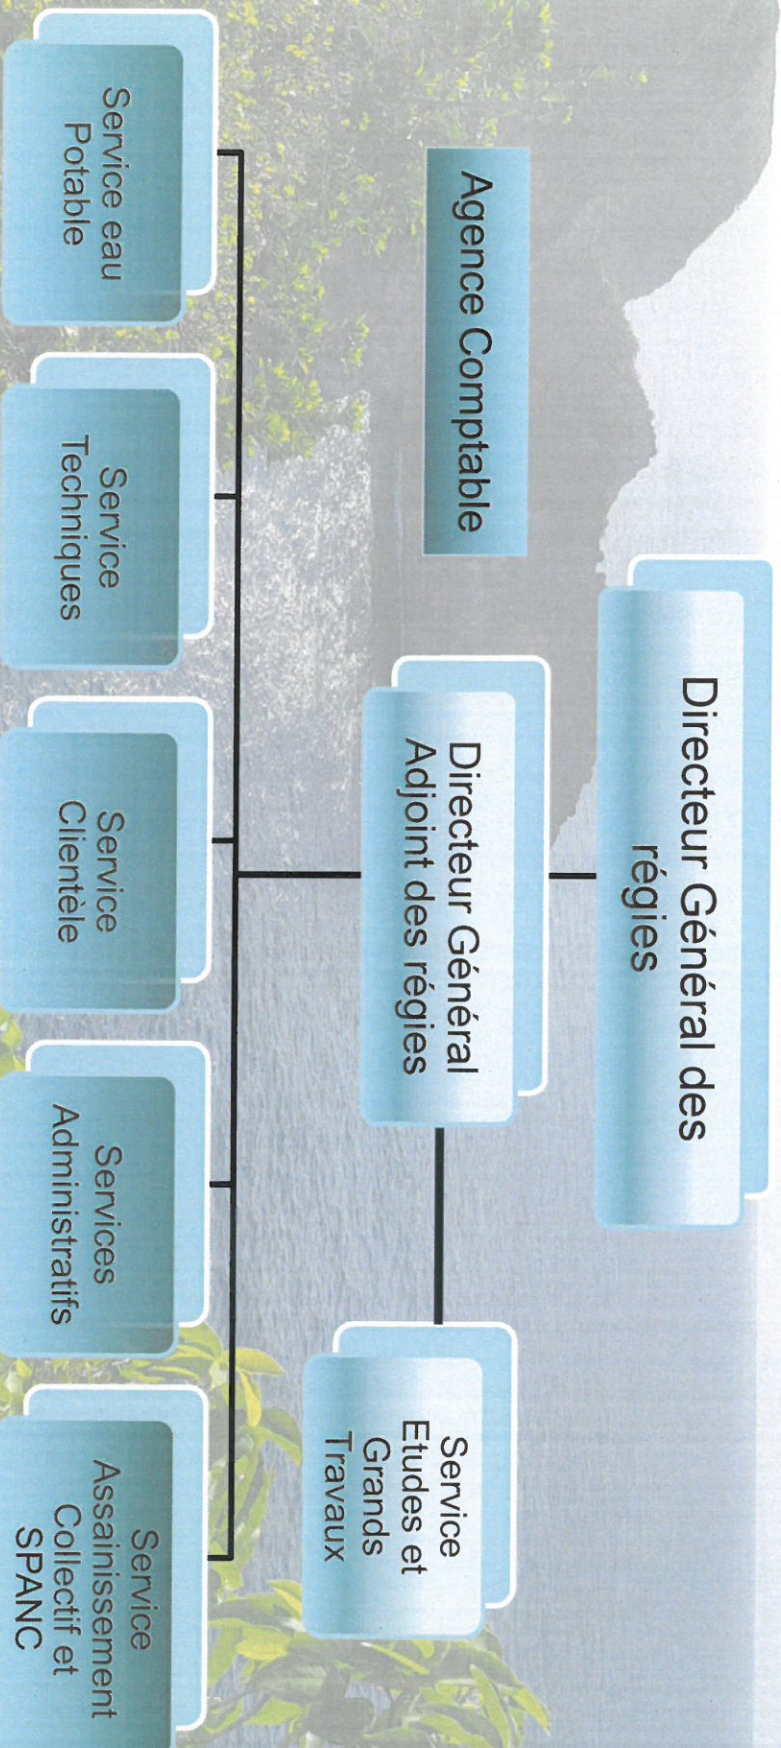 Directeur Général des
régies
Agence Comptable
Directeur Général
Adjoint des régies
Service
Etudes et
Grands
Travaux
Service eau
Potable
Service
Techniques
Service
Clientèle
Services
Administratifs
Service
Assainissement
Collectif et
SPANC